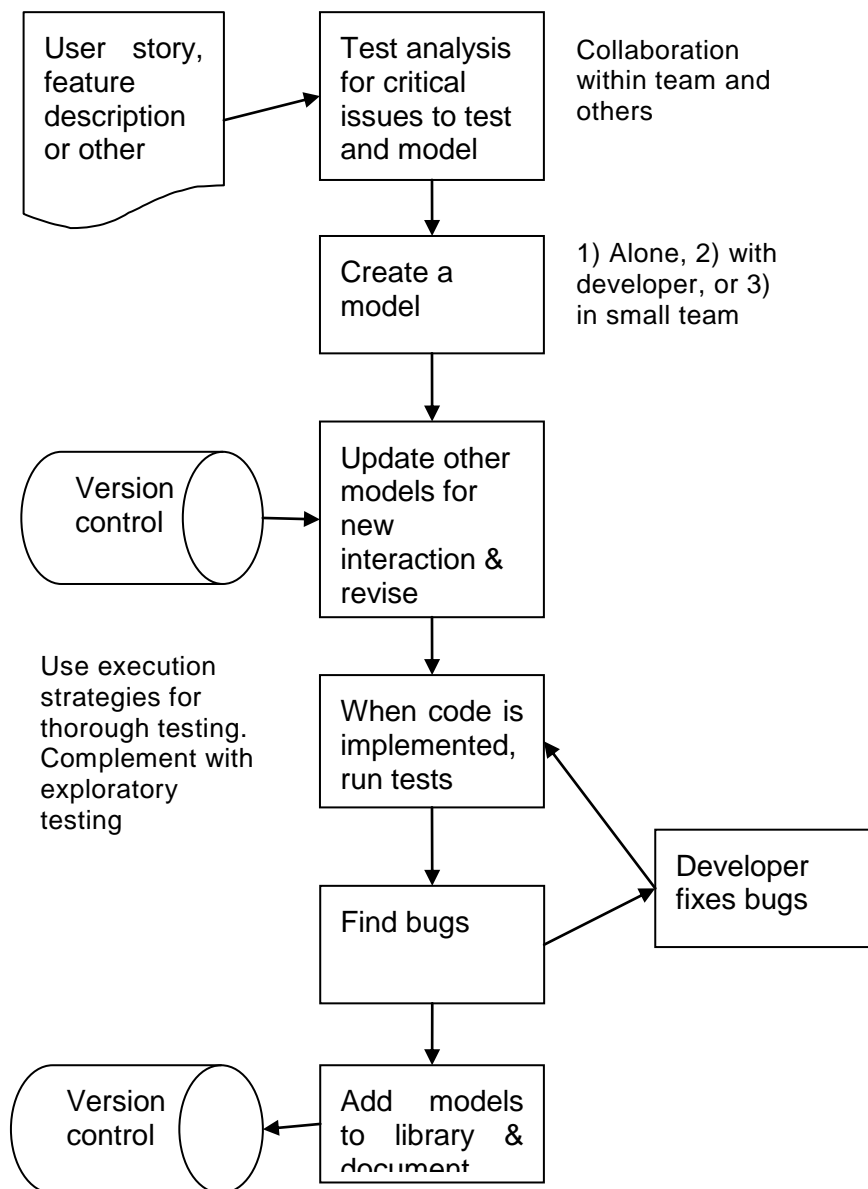 User story,
feature
description
or other
Test analysis
for critical
issues to test
and model
Collaboration
within team and
others
Create a
model
1) Alone, 2) with
developer, or 3)
in small team
Version
control
Update other
models for
new
interaction &
revise
Use execution
strategies for
thorough testing.
Complement with
exploratory
testing
When code is
implemented,
run tests
Developer
fixes bugs
Find bugs
Version
control
Add models
to library &
document